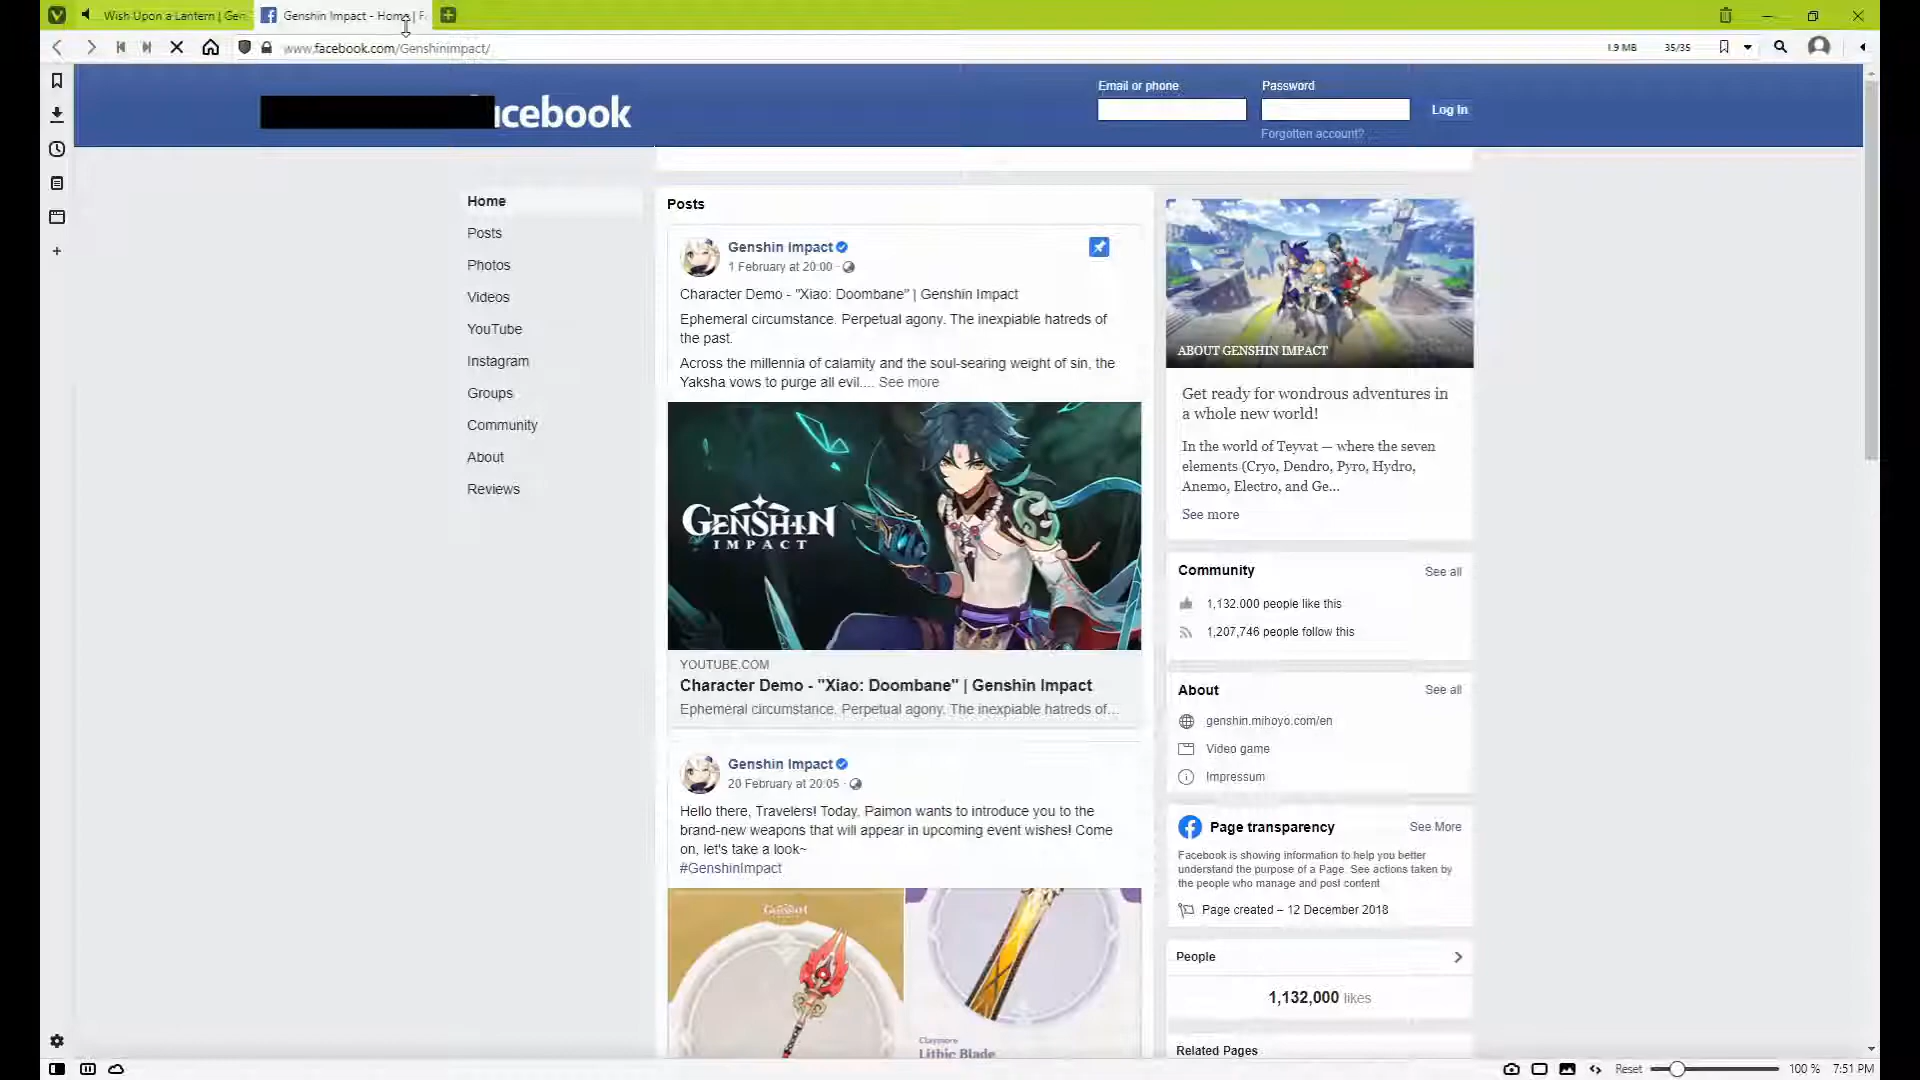 Wish Upon a Lantern | Gen
Genshin Impact - Home | F
www.facebook.com/Genshinimpact/
1.9 MB
35/35
acebook
Email or phone
Password
Log In
Forgotten account?
Home
Posts
Photos
Videos
YouTube
Instagram
Groups
Community
About
Reviews
Posts
Genshin Impact
1 February at 20:00 ·
Character Demo - "Xiao: Doombane" | Genshin Impact
Ephemeral circumstance. Perpetual agony. The inexpiable hatreds of
the past.
Across the millennia of calamity and the soul-searing weight of sin, the
Yaksha vows to purge all evil.... See more
GENSHIN
IMPACT
YOUTUBE.COM
Character Demo - "Xiao: Doombane" | Genshin Impact
Ephemeral circumstance. Perpetual agony. The inexpiable hatreds of...
Genshin Impact
20 February at 20:05 ·
Hello there, Travelers! Today, Paimon wants to introduce you to the
brand-new weapons that will appear in upcoming event wishes! Come
on, let's take a look~
#GenshinImpact
GENSHIN
Claymore
Lithic Blade
ABOUT GENSHIN IMPACT
Get ready for wondrous adventures in
a whole new world!
In the world of Teyvat — where the seven
elements (Cryo, Dendro, Pyro, Hydro,
Anemo, Electro, and Ge...
See more
Community
See all
1,132,000 people like this
1,207,746 people follow this
About
See all
genshin.mihoyo.com/en
Video game
Impressum
Page transparency
See More
Facebook is showing information to help you better
understand the purpose of a Page. See actions taken by
the people who manage and post content
Page created – 12 December 2018
People
1,132,000 likes
Related Pages
Reset
100 %
7:51 PM